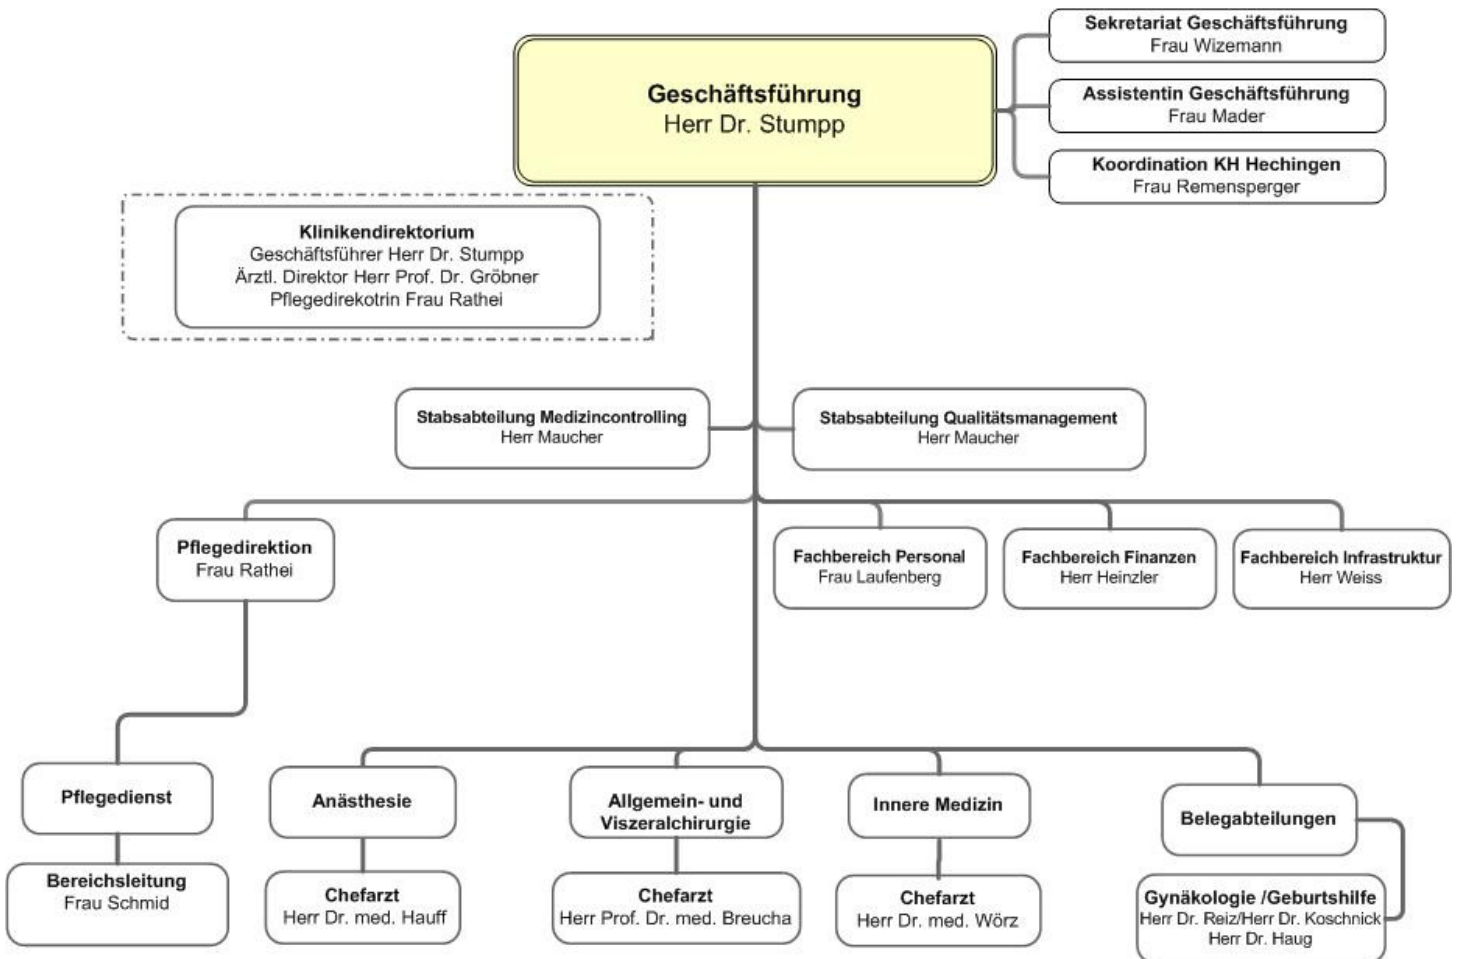 Sekretariat Geschäftsführung
Frau Wizemann
Geschäftsführung
Herr Dr. Stumpp
Assistentin Geschäftsführung
Frau Mader
Koordination KH Hechingen
Frau Remensperger
Klinikendirektorium
Geschäftsführer Herr Dr. Stumpp
Ärztl. Direktor Herr Prof. Dr. Gröbner
Pflegedirekotrin Frau Rathei
Stabsabteilung Medizincontrolling
Herr Maucher
Stabsabteilung Qualitätsmanagement
Herr Maucher
Pflegedirektion
Frau Rathei
Fachbereich Personal
Frau Laufenberg
Fachbereich Finanzen
Herr Heinzler
Fachbereich Infrastruktur
Herr Weiss
Pflegedienst
Anästhesie
Allgemein- und
Viszeralchirurgie
Innere Medizin
Belegabteilungen
Bereichsleitung
Frau Schmid
Chefarzt
Herr Dr. med. Hauff
Chefarzt
Herr Prof. Dr. med. Breucha
Chefarzt
Herr Dr. med. Wörz
Gynäkologie /Geburtshilfe
Herr Dr. Reiz/Herr Dr. Koschnick
Herr Dr. Haug